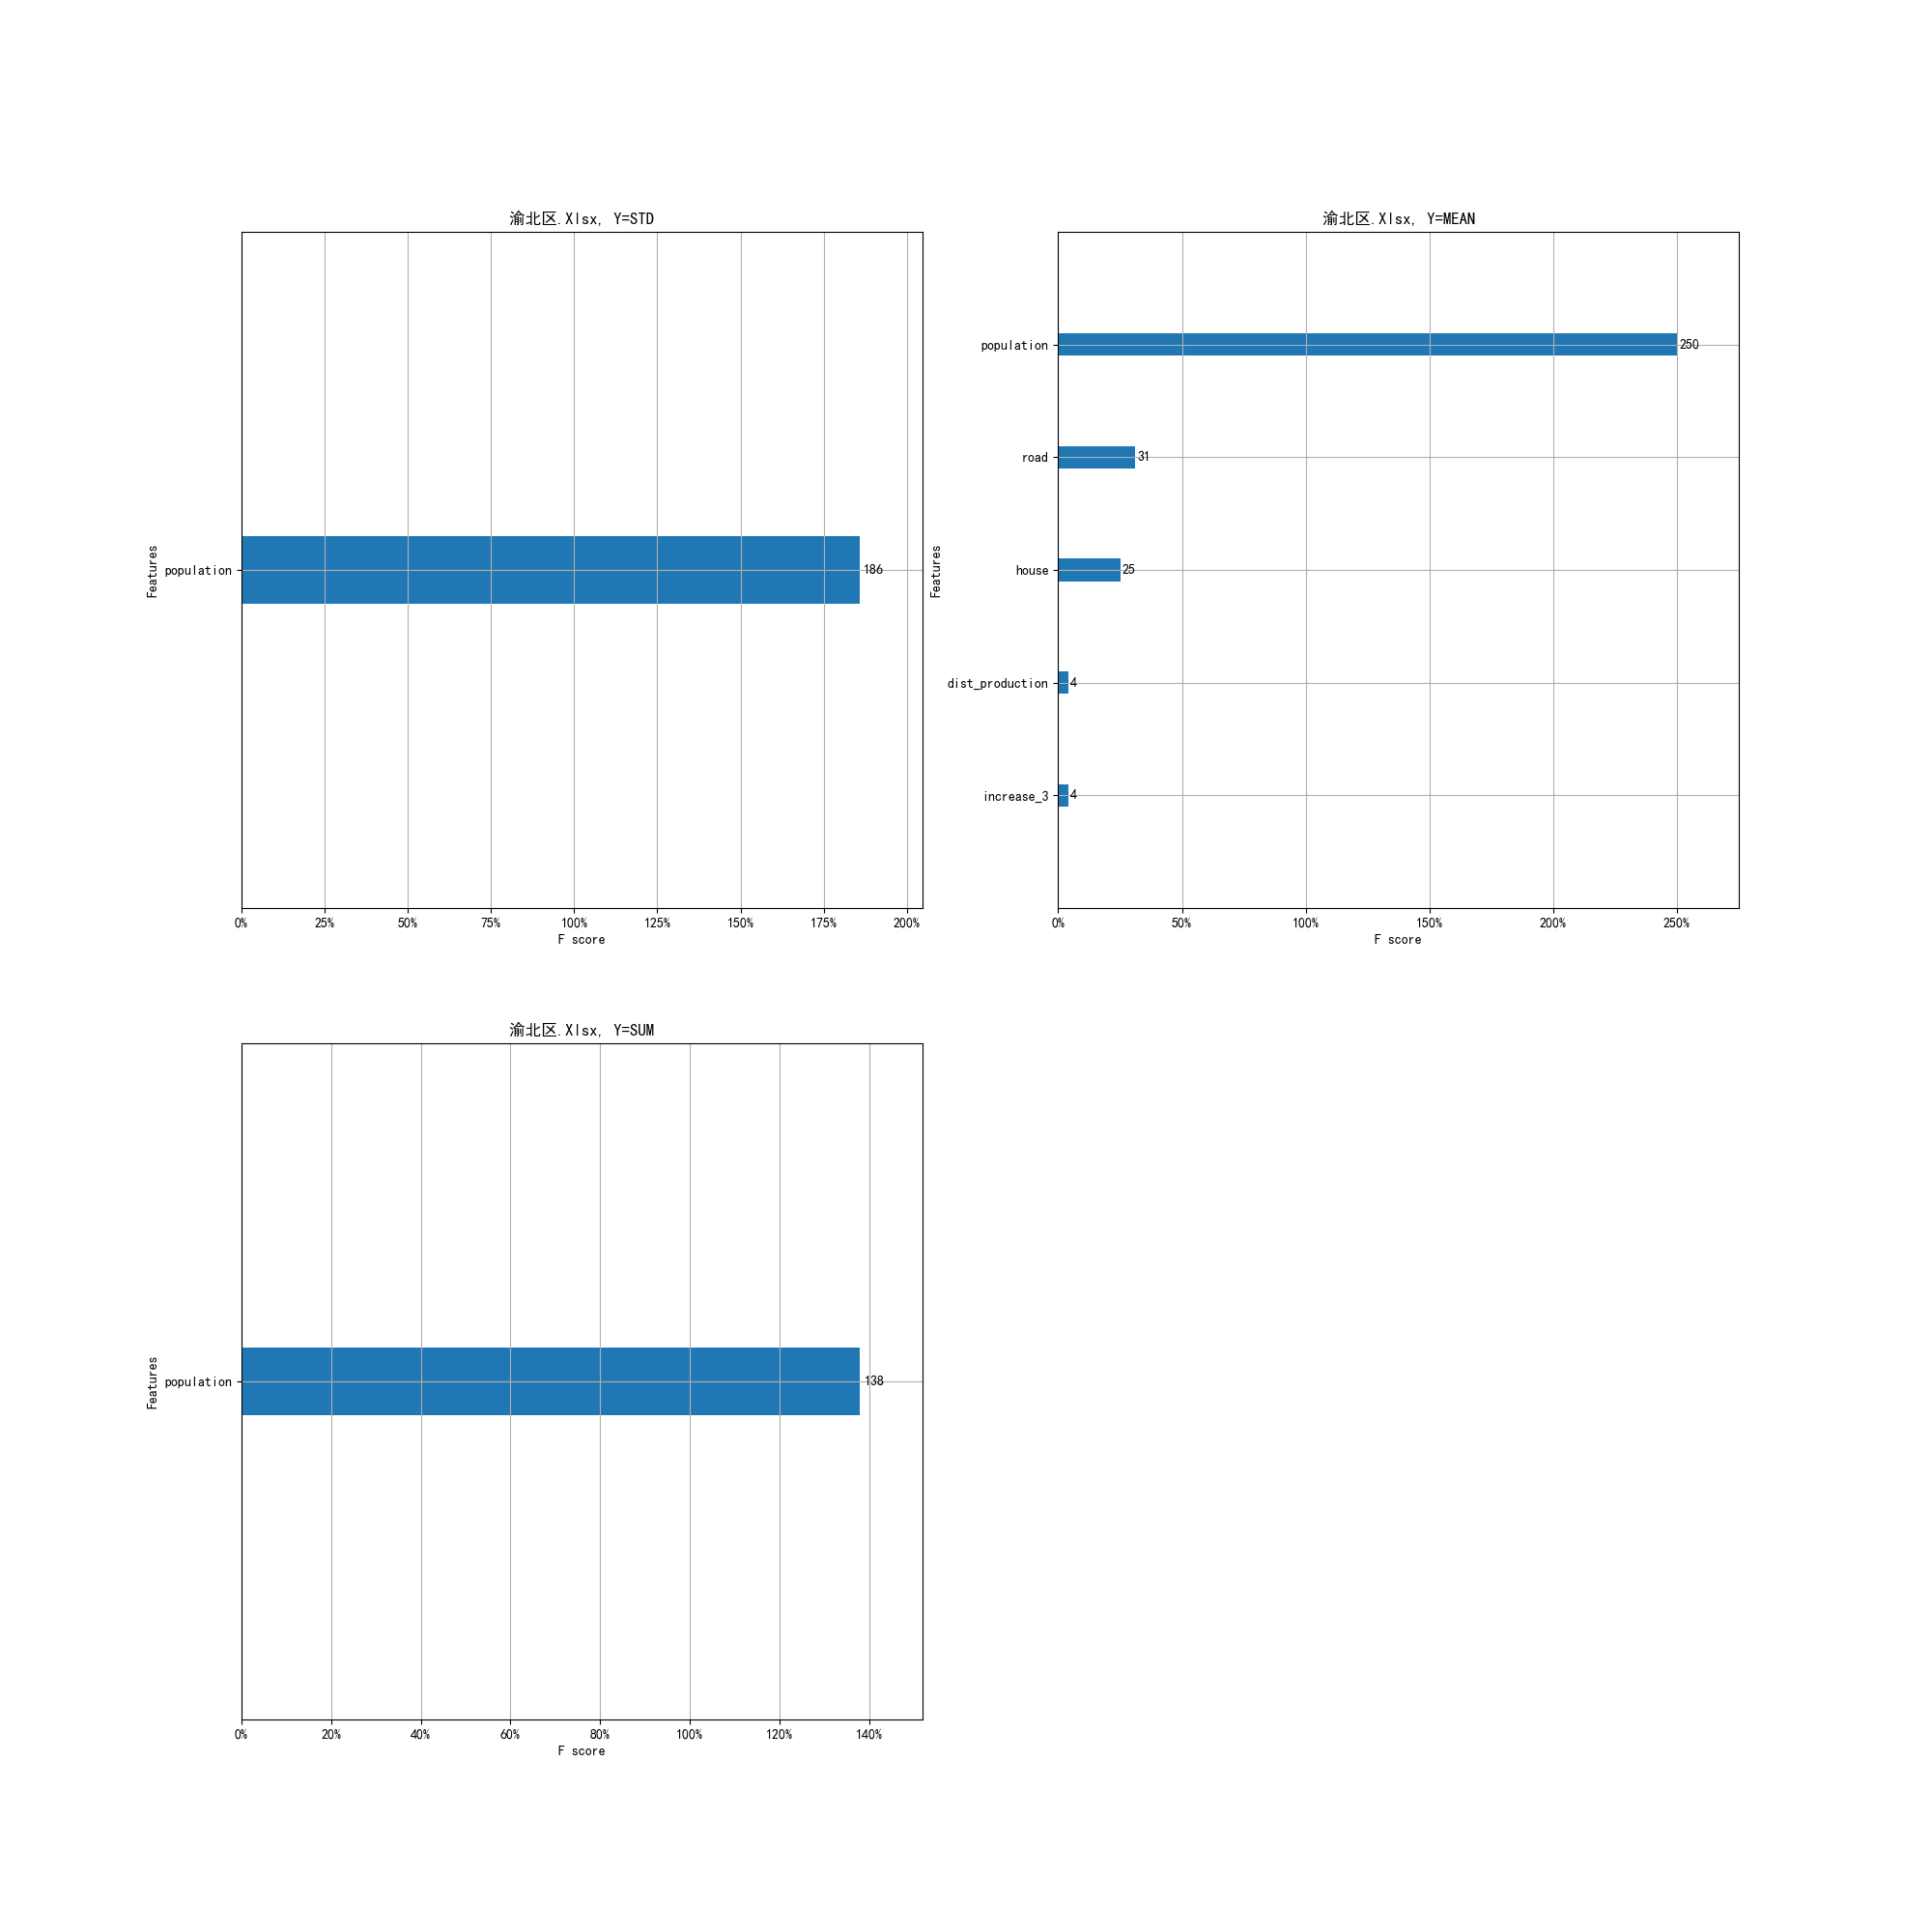 渝北区.Xlsx, Y=STD
Features
population
186
0% 25% 50% 75% 100% 125% 150% 175% 200%
F score
渝北区.Xlsx, Y=MEAN
Features
population
250
road
31
house
25
dist_production
4
increase_3
4
0% 50% 100% 150% 200% 250%
F score
渝北区.Xlsx, Y=SUM
Features
population
138
0% 20% 40% 60% 80% 100% 120% 140%
F score